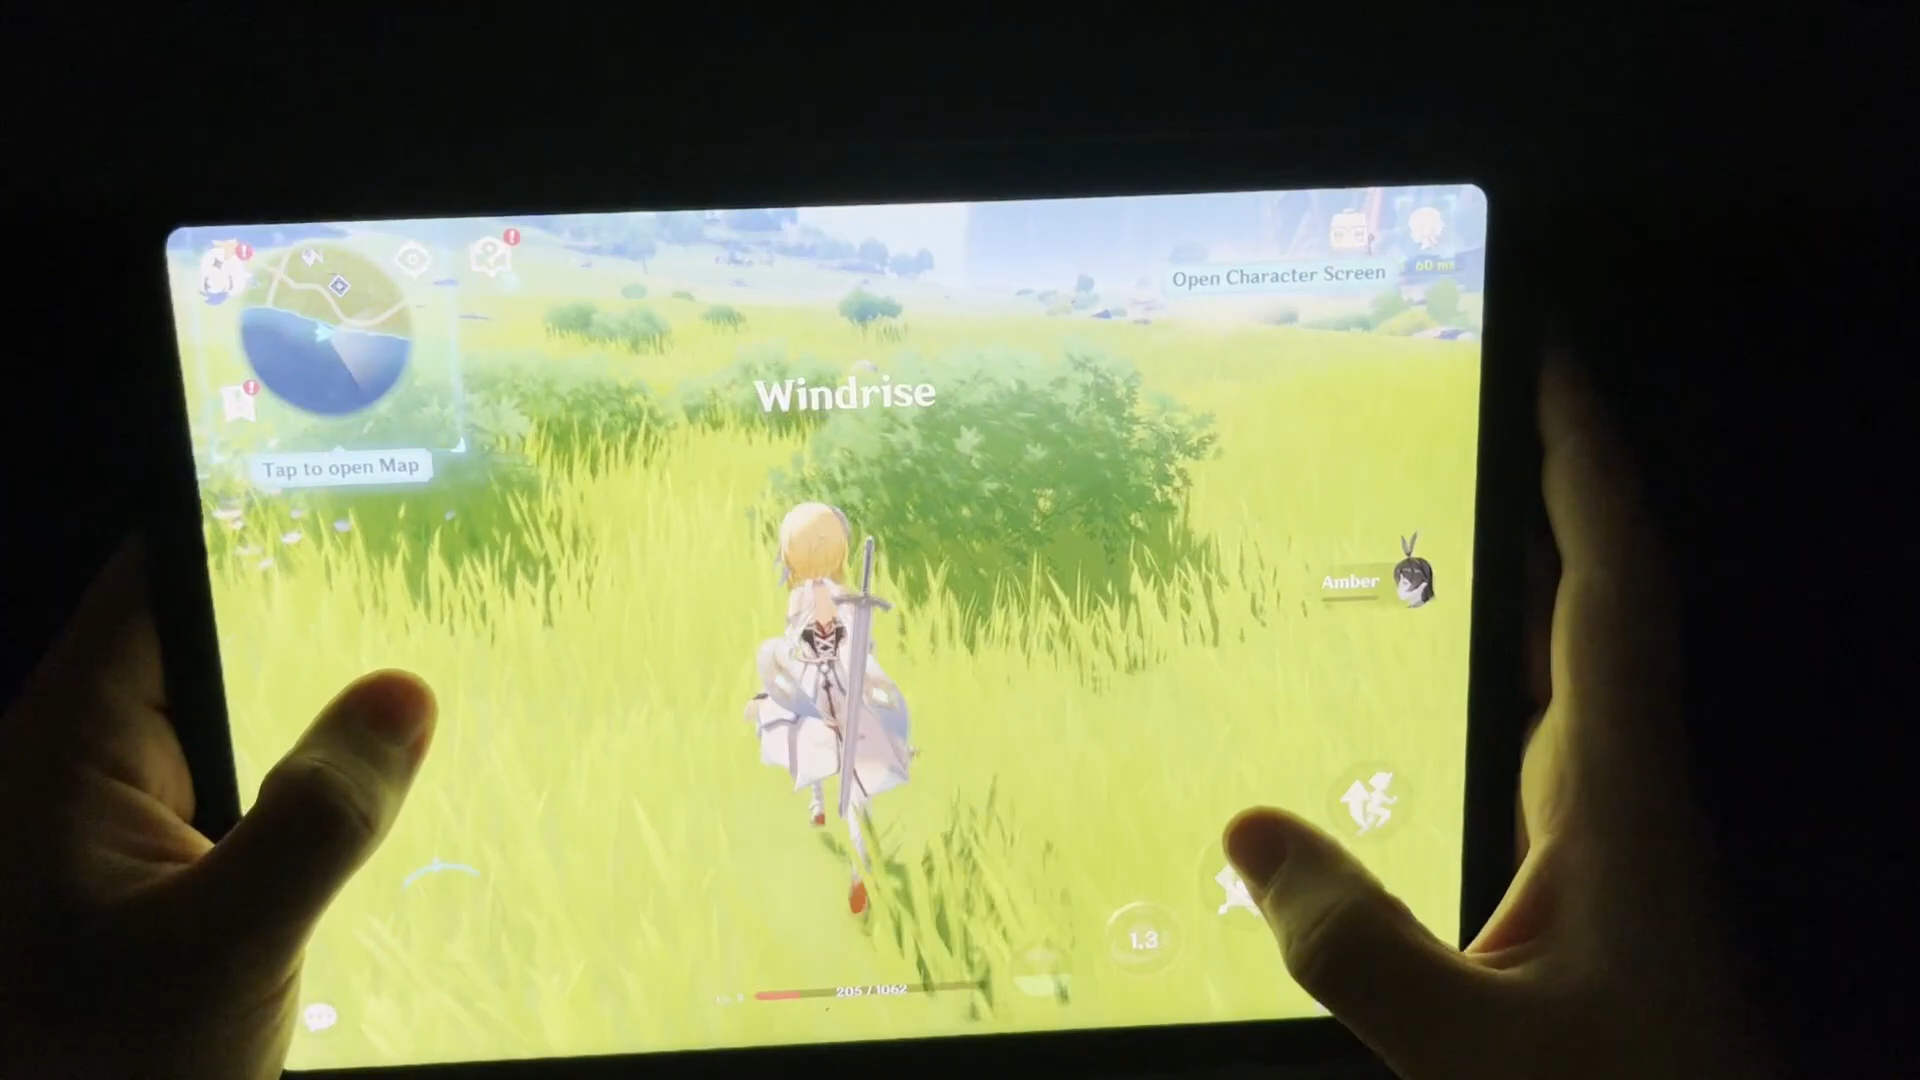 Open Character Screen
60 ms
Windrise
Tap to open Map
Amber
1.3
205 / 1062